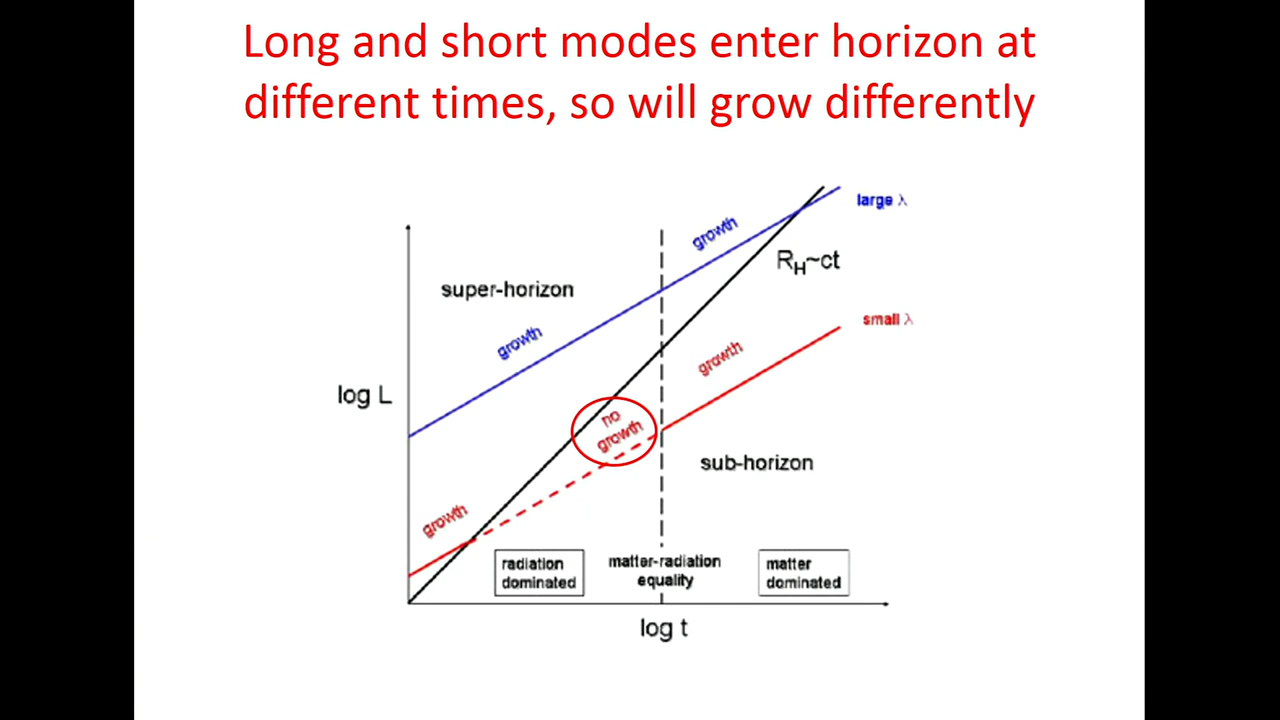 Long and short modes enter horizon at
different times, so will grow differently
large λ
growth
R_H~ct
super-horizon
small λ
growth
growth
log L
no
growth
sub-horizon
growth
radiation
dominated
matter-radiation
equality
matter
dominated
log t